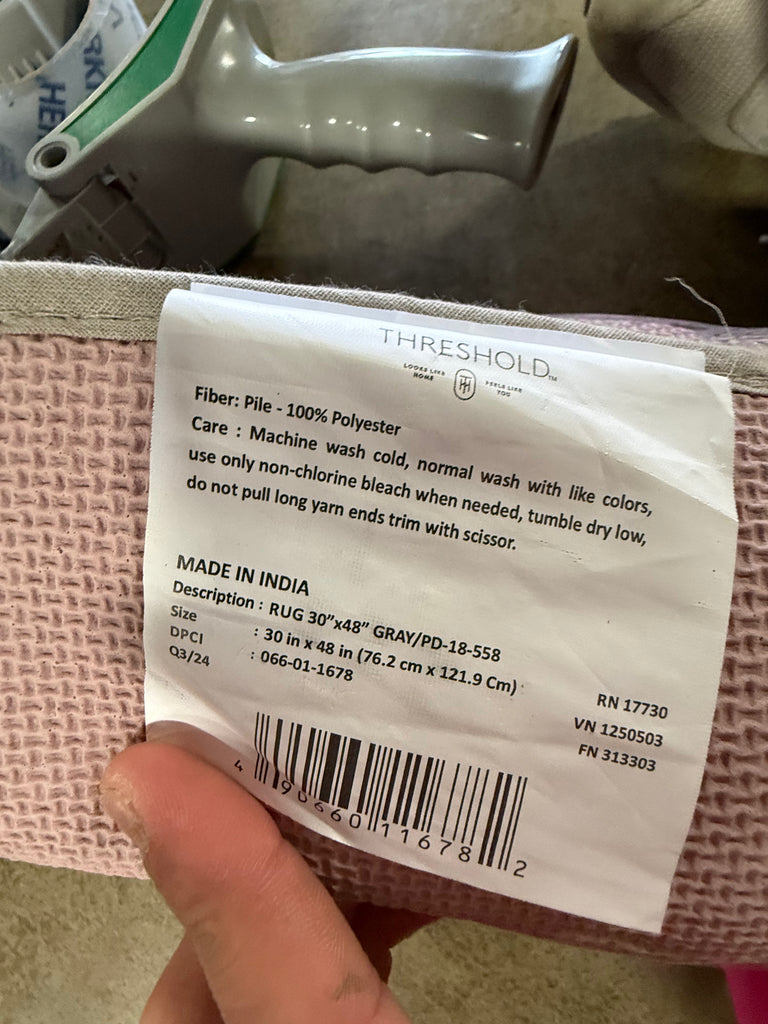 THRESHOLD™
LOOKS LIKE HOME TH FEELS LIKE YOU
Fiber: Pile - 100% Polyester
Care : Machine wash cold, normal wash with like colors,
use only non-chlorine bleach when needed, tumble dry low,
do not pull long yarn ends trim with scissor.
MADE IN INDIA
Description : RUG 30”x48” GRAY/PD-18-558
Size : 30 in x 48 in (76.2 cm x 121.9 Cm)
DPCI : 066-01-1678
Q3/24
RN 17730
VN 1250503
FN 313303
4 90660 11678 2